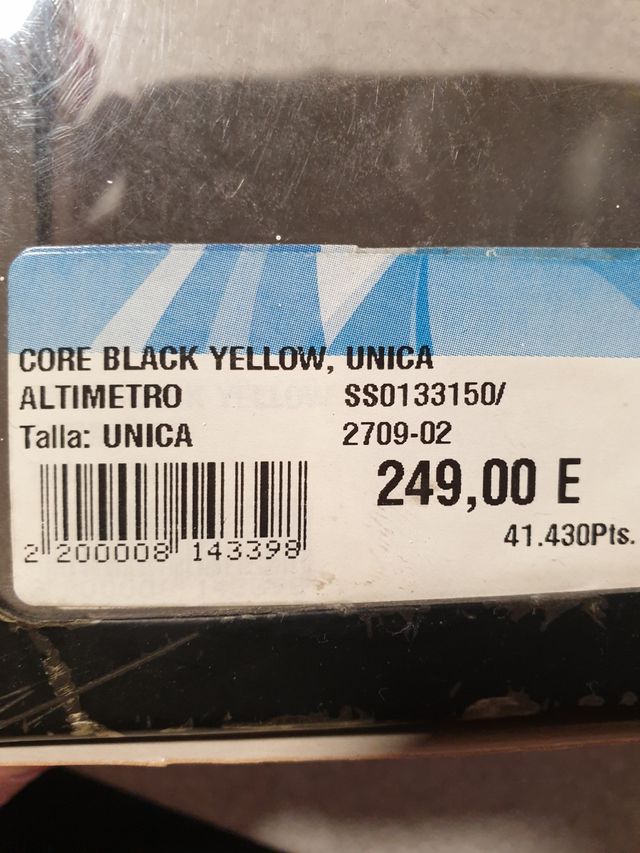 CORE BLACK YELLOW, UNICA
ALTIMETRO SS0133150/
Talla: UNICA 2709-02
249,00 E
41.430Pts.
2 200008 143398